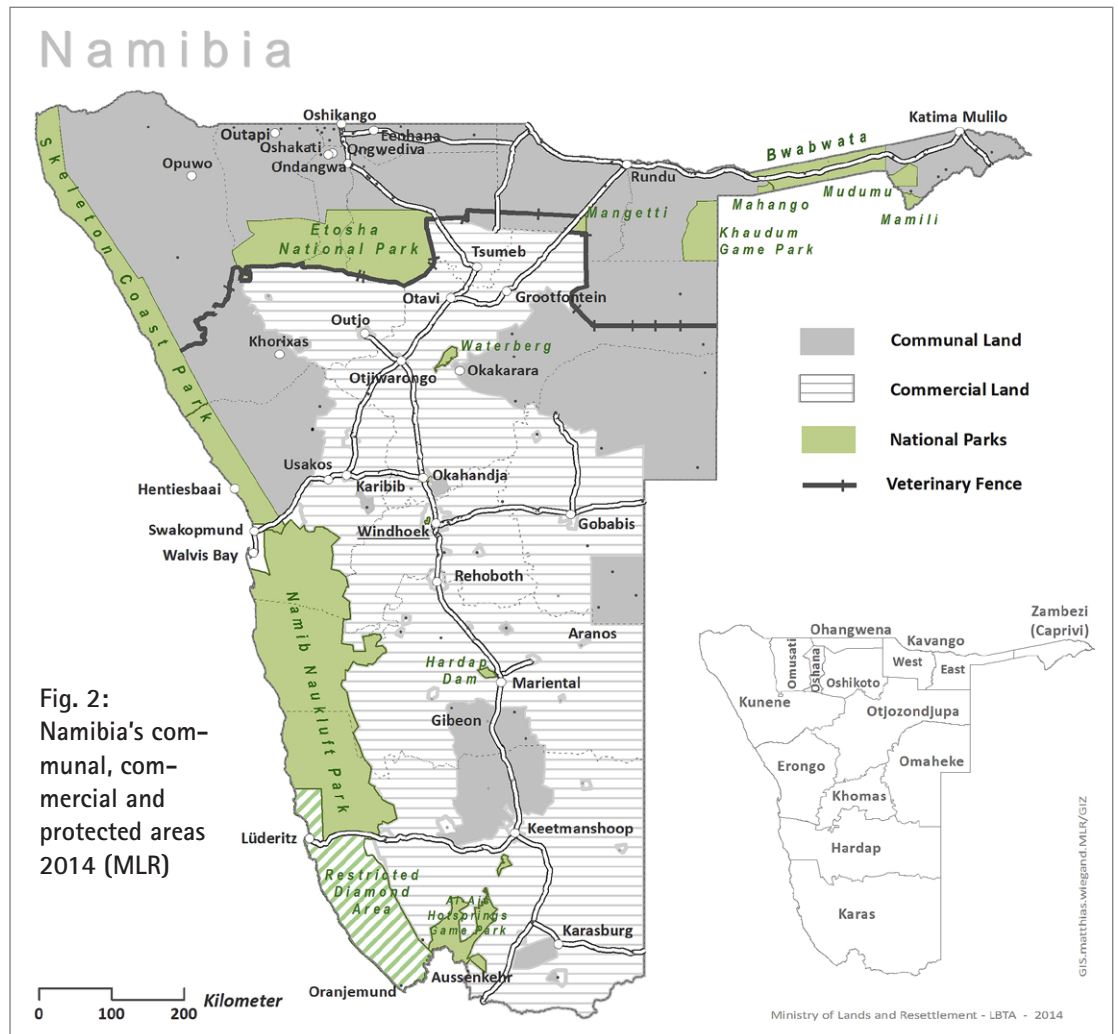 Namibia
Oshikango
Outapi
Eenhana
Oshakati
Ongwediva
Ondangwa
Opuwo
Katima Mulilo
Rundu
Bwabwata
Mahango
Mudumu
Mamili
Skeleton Coast Park
Etosha
National Park
Mangetti
Khaudum
Game Park
Tsumeb
Otavi
Grootfontein
Outjo
Khorixas
Waterberg
Otjiwarongo
Okakarara
Communal Land
Commercial Land
National Parks
Veterinary Fence
Usakos
Karibib
Okahandja
Hentiesbaai
Swakopmund
Walvis Bay
Windhoek
Gobabis
Rehoboth
Namib Naukluft Park
Aranos
Hardap
Dam
Mariental
Gibeon
Lüderitz
Keetmanshoop
Restricted
Diamond
Area
Ai-Ais
Hotsprings
Game Park
Karasburg
Aussenkehr
Oranjemund
Fig. 2:
Namibia's com-
munal, com-
mercial and
protected areas
2014 (MLR)
0 100 200 Kilometer
Zambezi
(Caprivi)
Ohangwena
Kavango
West
East
Omusati
Oshana
Oshikoto
Kunene
Otjozondjupa
Erongo
Omaheke
Khomas
Hardap
Karas
GIS.matthias.wiegand.MLR/GIZ
Ministry of Lands and Resettlement - LBTA - 2014